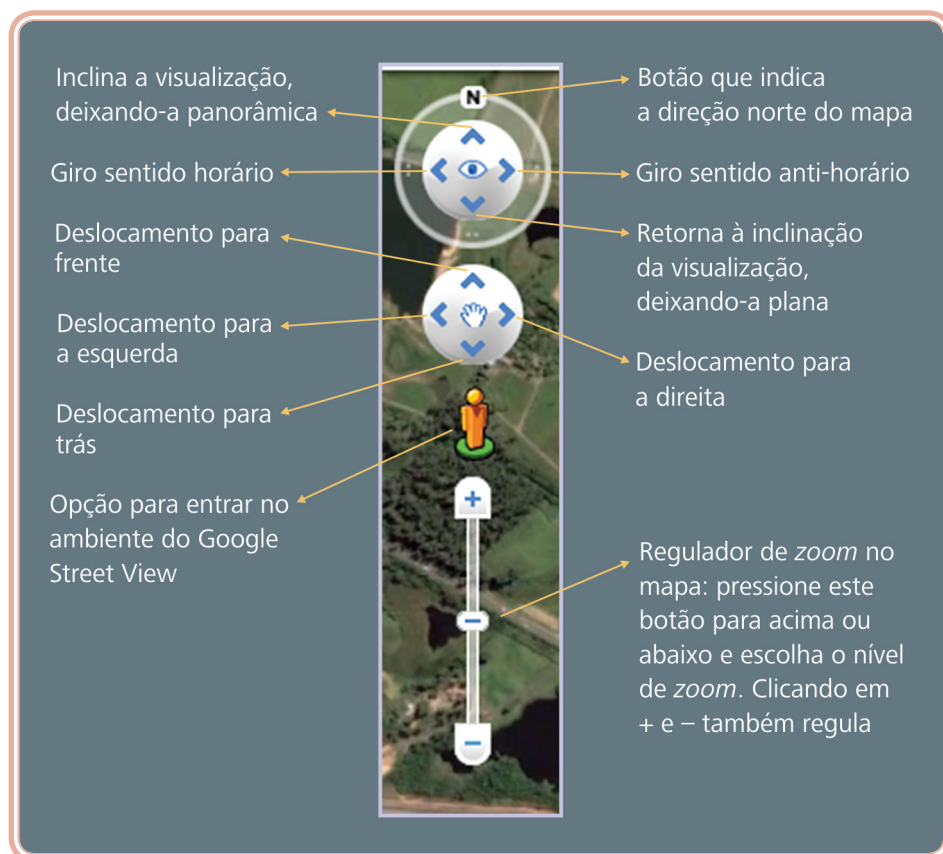 Inclina a visualização,
deixando-a panorâmica
Giro sentido horário
Deslocamento para
frente
Deslocamento para
a esquerda
Deslocamento para
trás
Opção para entrar no
ambiente do Google
Street View
N
+
–
–
Botão que indica
a direção norte do mapa
Giro sentido anti-horário
Retorna à inclinação
da visualização,
deixando-a plana
Deslocamento para
a direita
Regulador de zoom no
mapa: pressione este
botão para acima ou
abaixo e escolha o nível
de zoom. Clicando em
+ e – também regula